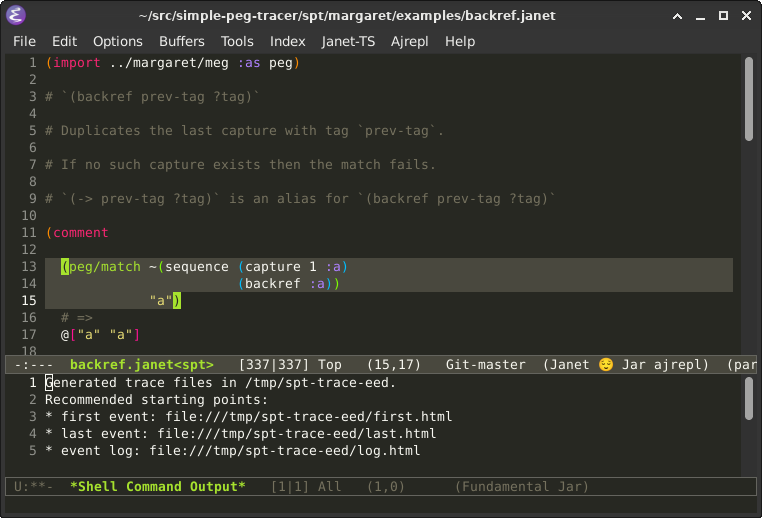 ~/src/simple-peg-tracer/spt/margaret/examples/backref.janet
File Edit Options Buffers Tools Index Janet-TS Ajrepl Help
1 (import ../margaret/meg :as peg)
2
3 # `(backref prev-tag ?tag)`
4
5 # Duplicates the last capture with tag `prev-tag`.
6
7 # If no such capture exists then the match fails.
8
9 # `(-> prev-tag ?tag)` is an alias for `(backref prev-tag ?tag)`
10
11 (comment
12
13   (peg/match ~(sequence (capture 1 :a)
14                         (backref :a))
15              "a")
16   # =>
17   @["a" "a"]
18
-:---  backref.janet<spt>   [337|337] Top   (15,17)   Git-master  (Janet 😌 Jar ajrepl)  (par
1 Generated trace files in /tmp/spt-trace-eed.
2 Recommended starting points:
3 * first event: file:///tmp/spt-trace-eed/first.html
4 * last event: file:///tmp/spt-trace-eed/last.html
5 * event log: file:///tmp/spt-trace-eed/log.html
U:**-  *Shell Command Output*   [1|1] All   (1,0)      (Fundamental Jar)